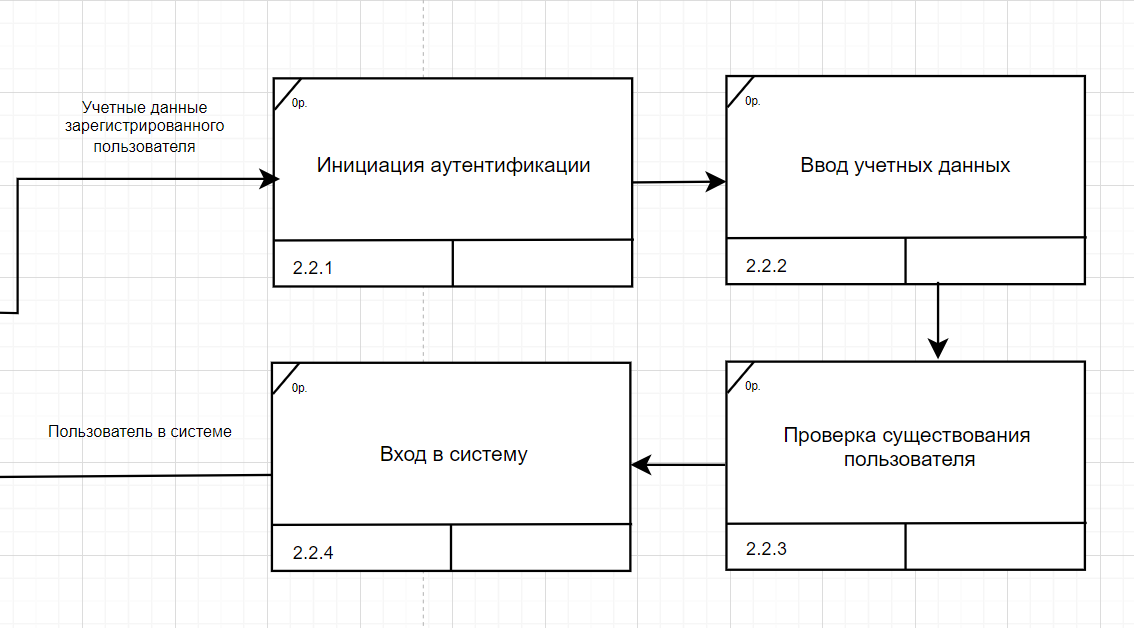 Учетные данные
зарегистрированного
пользователя
0р.
Инициация аутентификации
2.2.1
0р.
Ввод учетных данных
2.2.2
Пользователь в системе
0р.
Вход в систему
2.2.4
0р.
Проверка существования
пользователя
2.2.3